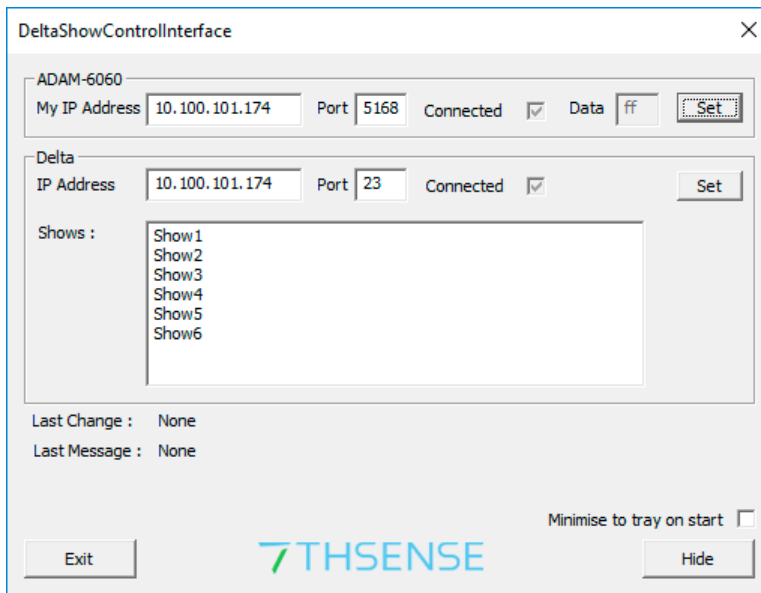 DeltaShowControlInterface
ADAM-6060
My IP Address 10.100.101.174 Port 5168 Connected Data ff Set
Delta
IP Address 10.100.101.174 Port 23 Connected Set
Shows : Show1
Show2
Show3
Show4
Show5
Show6
Last Change : None
Last Message : None
Minimise to tray on start
Exit 7THSENSE Hide